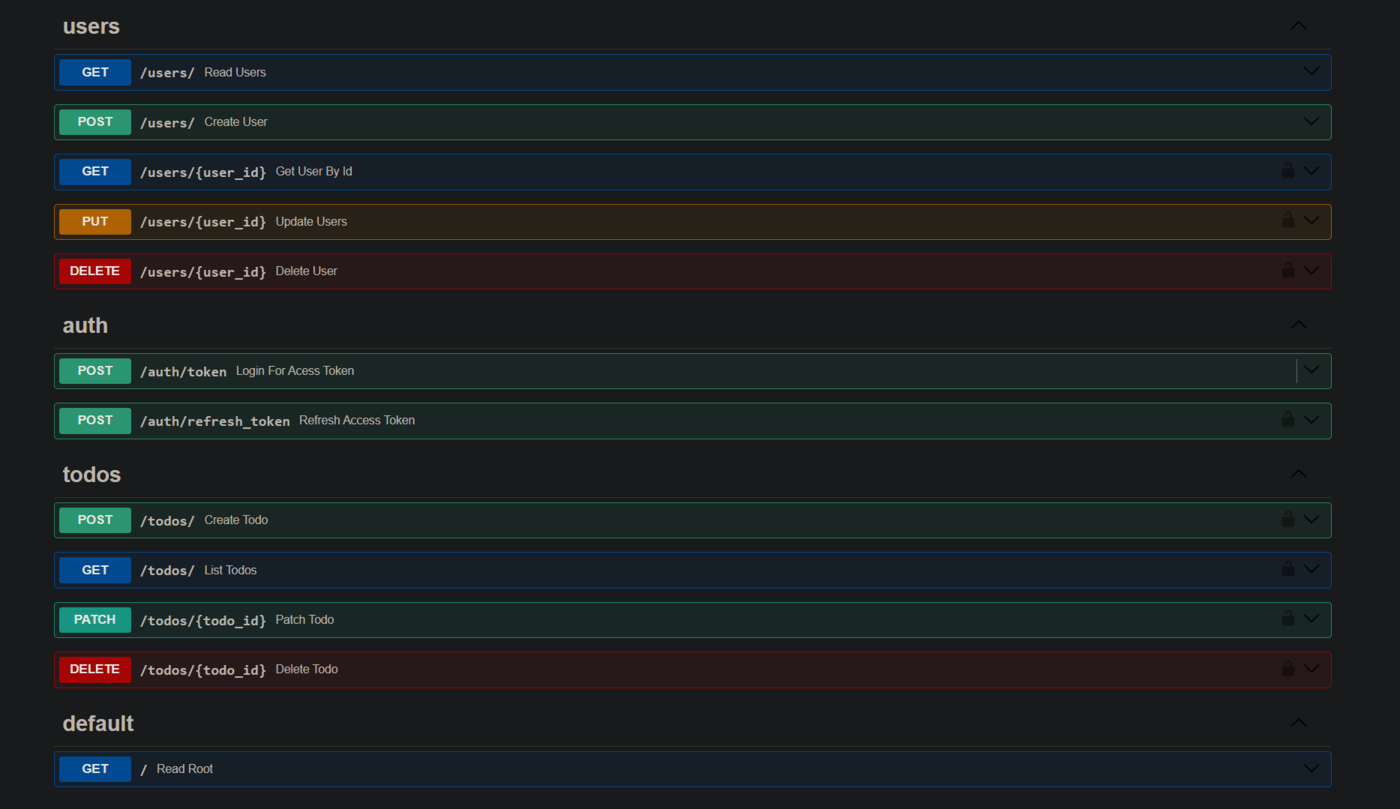 users
GET /users/ Read Users
POST /users/ Create User
GET /users/{user_id} Get User By Id
PUT /users/{user_id} Update Users
DELETE /users/{user_id} Delete User
auth
POST /auth/token Login For Acess Token
POST /auth/refresh_token Refresh Access Token
todos
POST /todos/ Create Todo
GET /todos/ List Todos
PATCH /todos/{todo_id} Patch Todo
DELETE /todos/{todo_id} Delete Todo
default
GET / Read Root